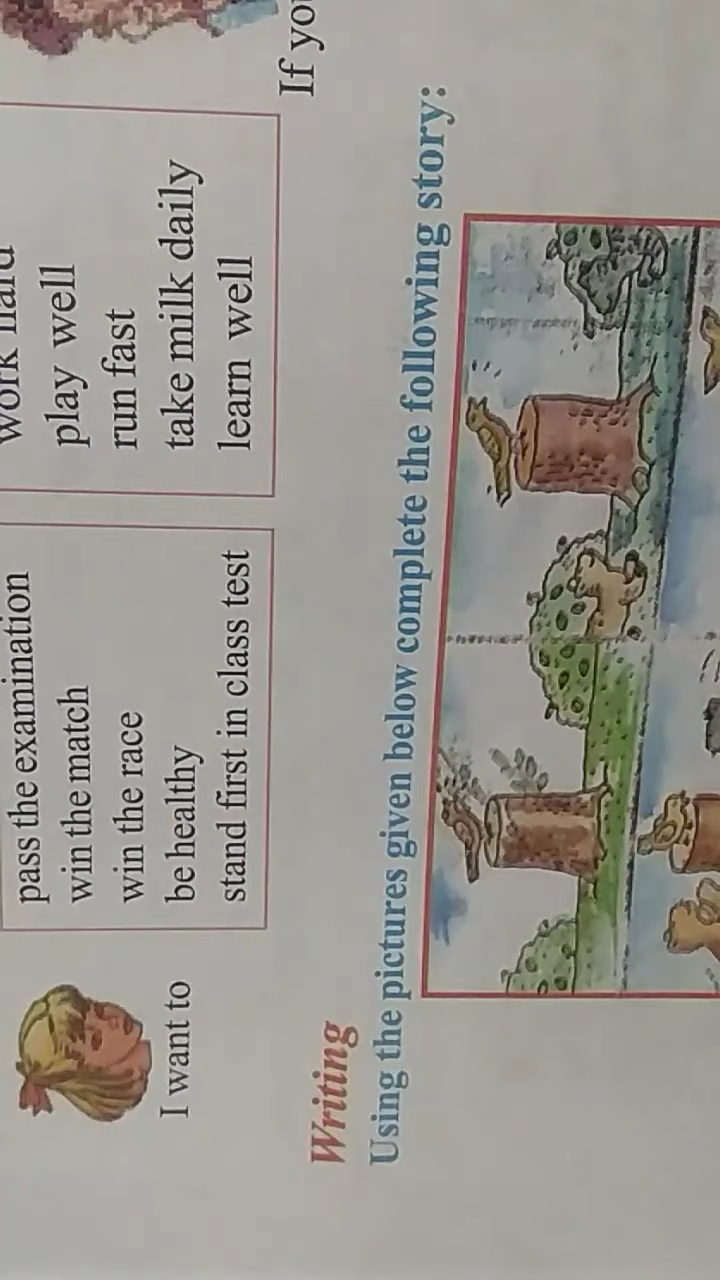 I want to
pass the examination
win the match
win the race
be healthy
stand first in class test
work hard
play well
run fast
take milk daily
learn well
If
Writing
Using the pictures given below complete the following story: